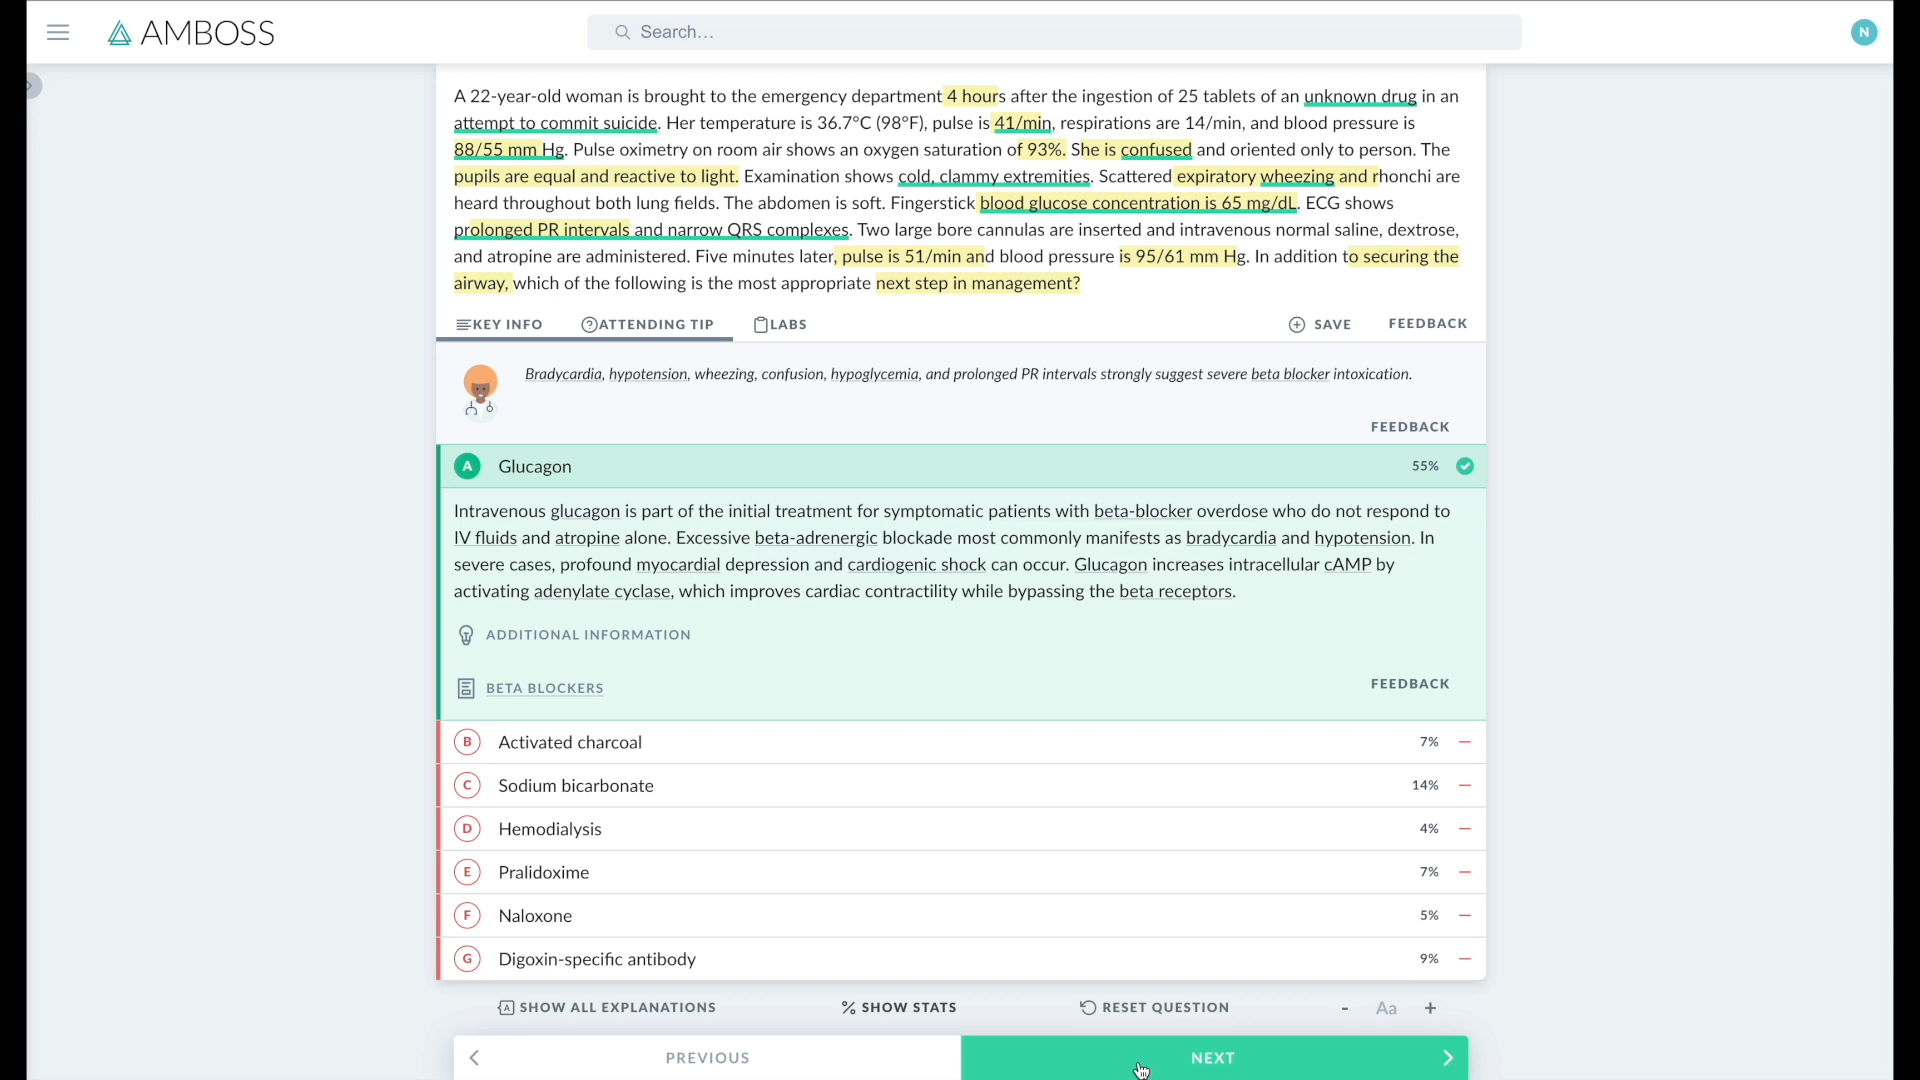 AMBOSS
Search...
N
A 22-year-old woman is brought to the emergency department 4 hours after the ingestion of 25 tablets of an unknown drug in an
attempt to commit suicide. Her temperature is 36.7°C (98°F), pulse is 41/min, respirations are 14/min, and blood pressure is
88/55 mm Hg. Pulse oximetry on room air shows an oxygen saturation of 93%. She is confused and oriented only to person. The
pupils are equal and reactive to light. Examination shows cold, clammy extremities. Scattered expiratory wheezing and rhonchi are
heard throughout both lung fields. The abdomen is soft. Fingerstick blood glucose concentration is 65 mg/dL. ECG shows
prolonged PR intervals and narrow QRS complexes. Two large bore cannulas are inserted and intravenous normal saline, dextrose,
and atropine are administered. Five minutes later, pulse is 51/min and blood pressure is 95/61 mm Hg. In addition to securing the
airway, which of the following is the most appropriate next step in management?
KEY INFO ATTENDING TIP LABS SAVE FEEDBACK
Bradycardia, hypotension, wheezing, confusion, hypoglycemia, and prolonged PR intervals strongly suggest severe beta blocker intoxication.
FEEDBACK
A Glucagon 55%
Intravenous glucagon is part of the initial treatment for symptomatic patients with beta-blocker overdose who do not respond to
IV fluids and atropine alone. Excessive beta-adrenergic blockade most commonly manifests as bradycardia and hypotension. In
severe cases, profound myocardial depression and cardiogenic shock can occur. Glucagon increases intracellular cAMP by
activating adenylate cyclase, which improves cardiac contractility while bypassing the beta receptors.
ADDITIONAL INFORMATION
BETA BLOCKERS FEEDBACK
B Activated charcoal 7%
C Sodium bicarbonate 14%
D Hemodialysis 4%
E Pralidoxime 7%
F Naloxone 5%
G Digoxin-specific antibody 9%
SHOW ALL EXPLANATIONS % SHOW STATS RESET QUESTION - Aa +
PREVIOUS NEXT